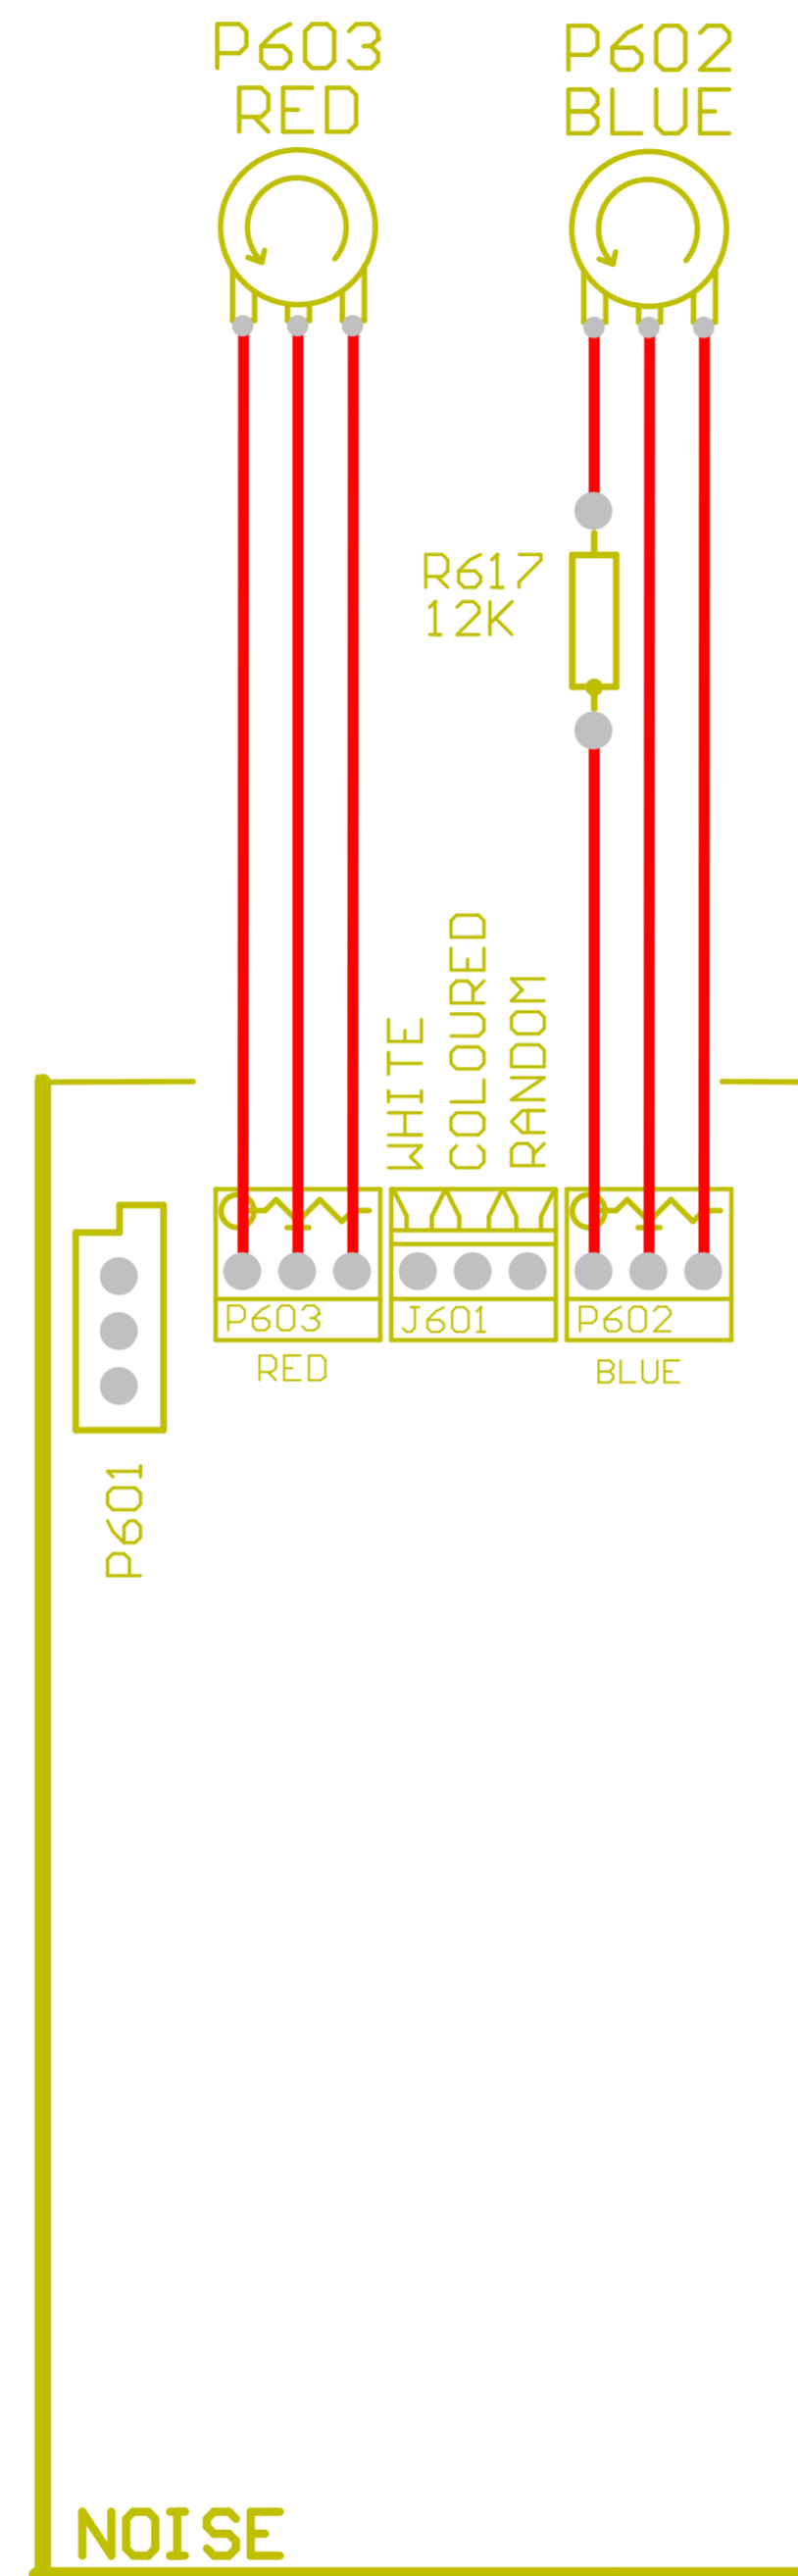 P603
RED
P602
BLUE
R617
12K
WHITE
COLOURED
RANDOM
P603
J601
P602
RED
BLUE
P601
NOISE